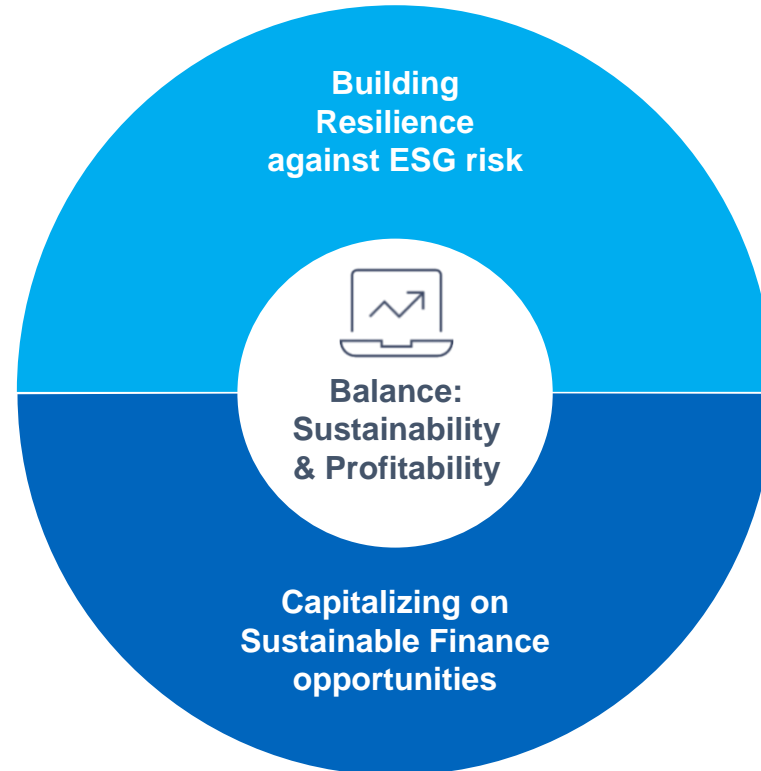 Building
Resilience
against ESG risk
Balance:
Sustainability
& Profitability
Capitalizing on
Sustainable Finance
opportunities